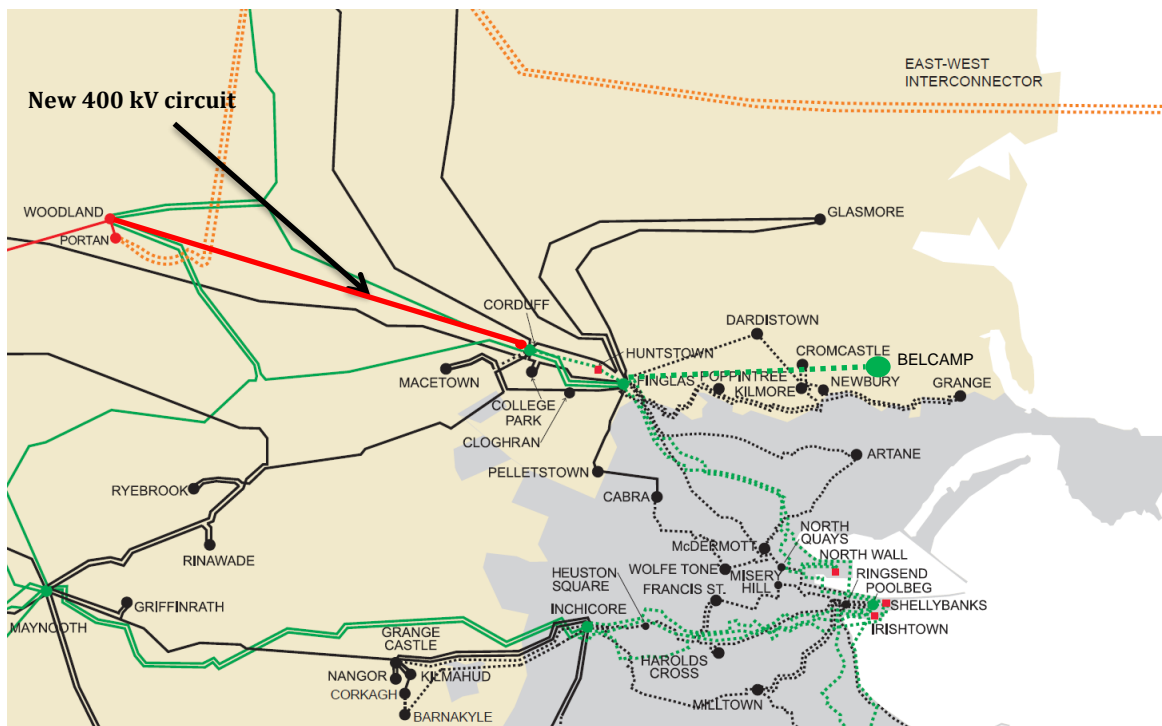 EAST-WEST
INTERCONNECTOR
New 400 kV circuit
WOODLAND
PORTAN
GLASMORE
CORDUFF
DARDISTOWN
HUNTSTOWN
CROMCASTLE
BELCAMP
MACETOWN
FINGLAS
POPPINTREE
KILMORE
NEWBURY
GRANGE
COLLEGE
PARK
CLOGHRAN
ARTANE
PELLETSTOWN
RYEBROOK
CABRA
RINAWADE
NORTH
QUAYS
McDERMOTT
NORTH WALL
HEUSTON
SQUARE
WOLFE TONE
MISERY
HILL
RINGSEND
POOLBEG
FRANCIS ST.
SHELLYBANKS
GRIFFINRATH
INCHICORE
IRISHTOWN
MAYNOOTH
GRANGE
CASTLE
HAROLDS
CROSS
NANGOR
KILMAHUD
CORKAGH
MILLTOWN
BARNAKYLE